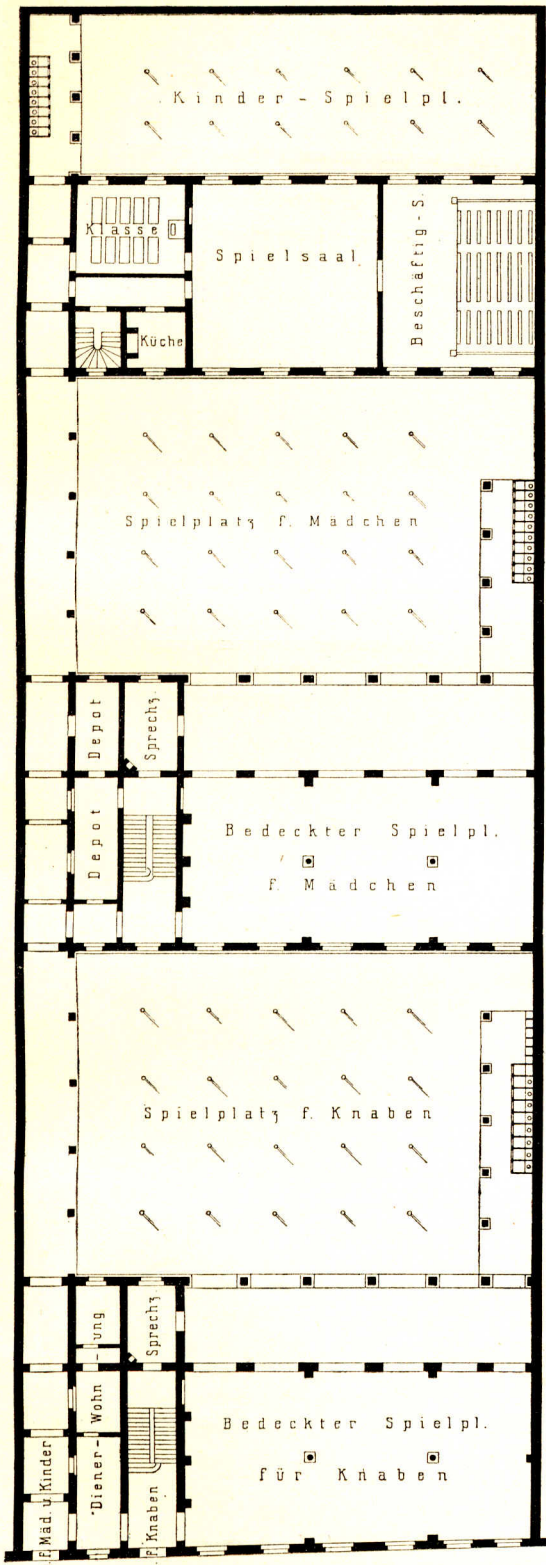 Kinder-Spielpl.
Klasse
Spielsaal
Beschäftig-S.
Küche
Spielplatz f. Mädchen
Depot
Sprechz.
Depot
Bedeckter Spielpl.
f. Mädchen
Spielplatz f. Knaben
Diener-Wohn-ung
Sprechz.
Bedeckter Spielpl.
für Knaben
f. Mäd. u. Kinder
f. Knaben